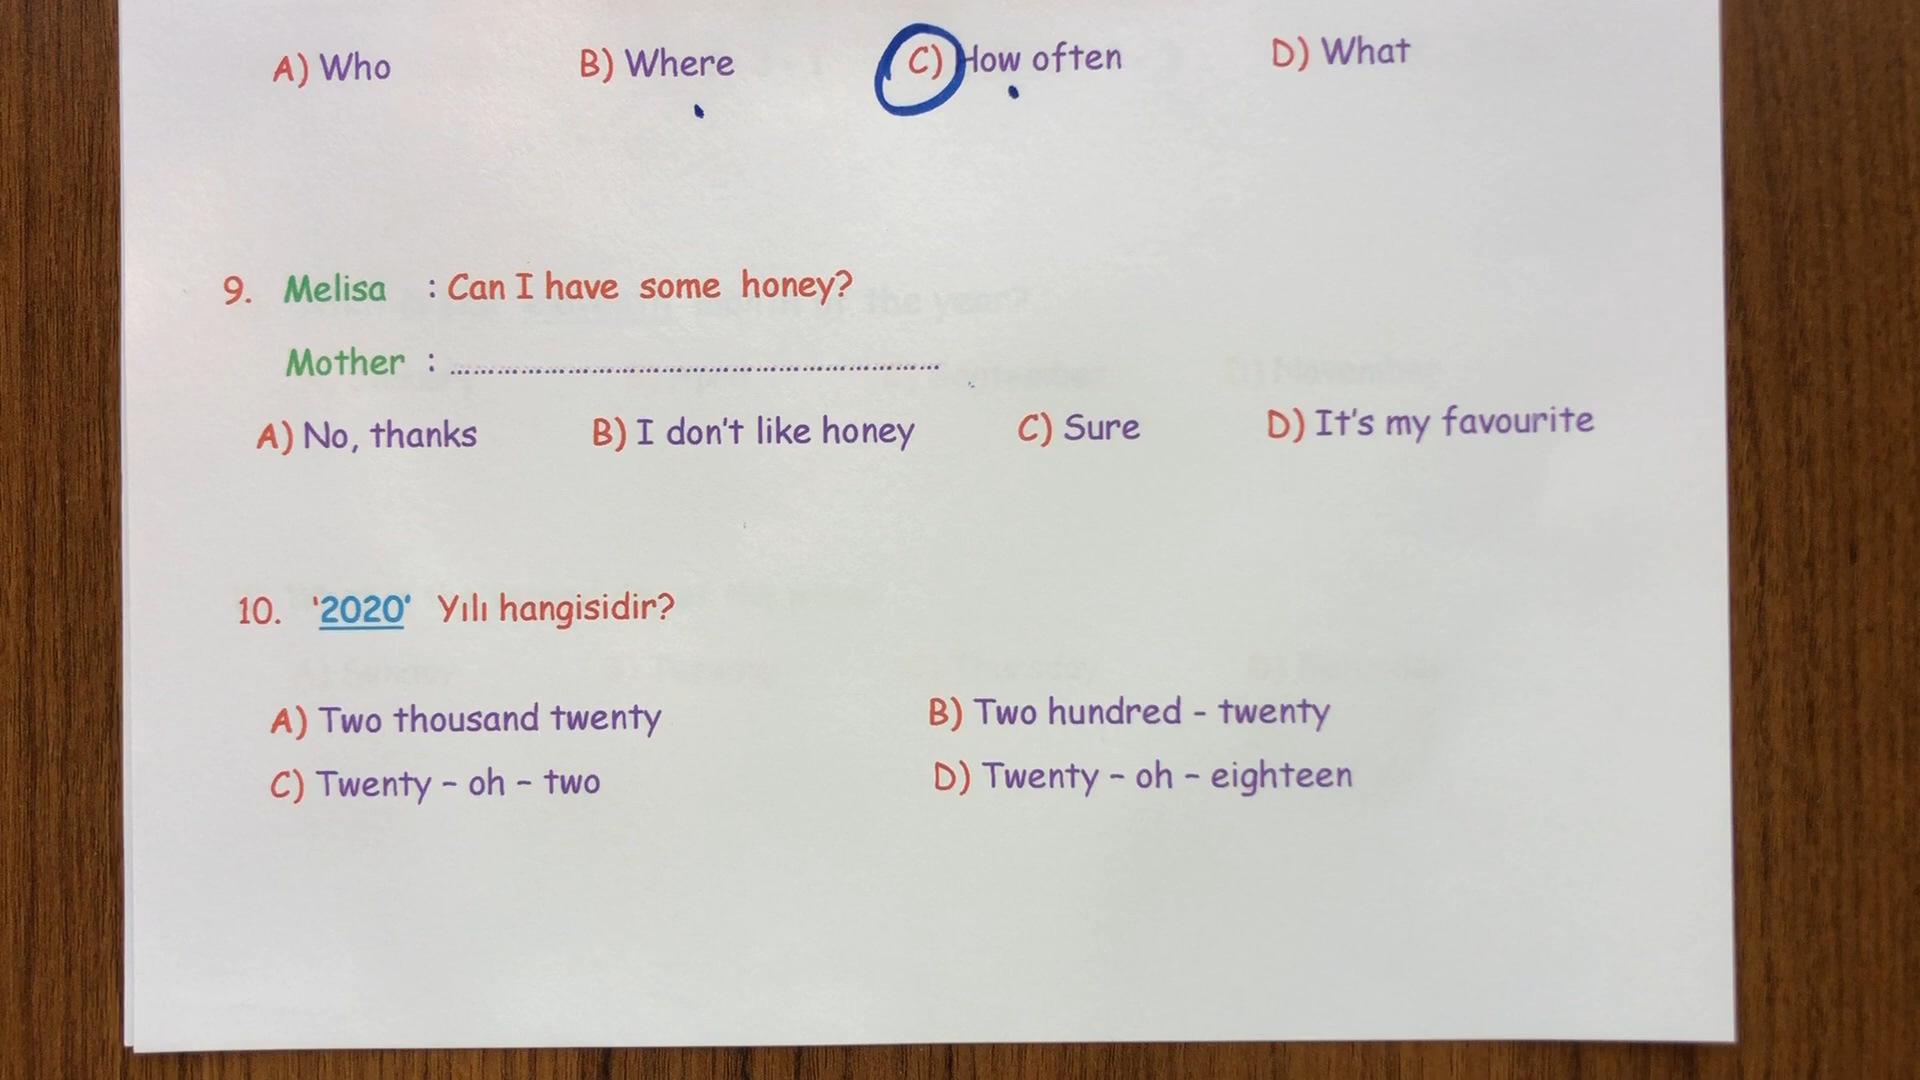 A) Who B) Where C) How often D) What
9. Melisa : Can I have some honey?
Mother : ......................................................
A) No, thanks B) I don't like honey C) Sure D) It's my favourite
10. '2020' Yılı hangisidir?
A) Two thousand twenty B) Two hundred - twenty
C) Twenty - oh - two D) Twenty - oh - eighteen